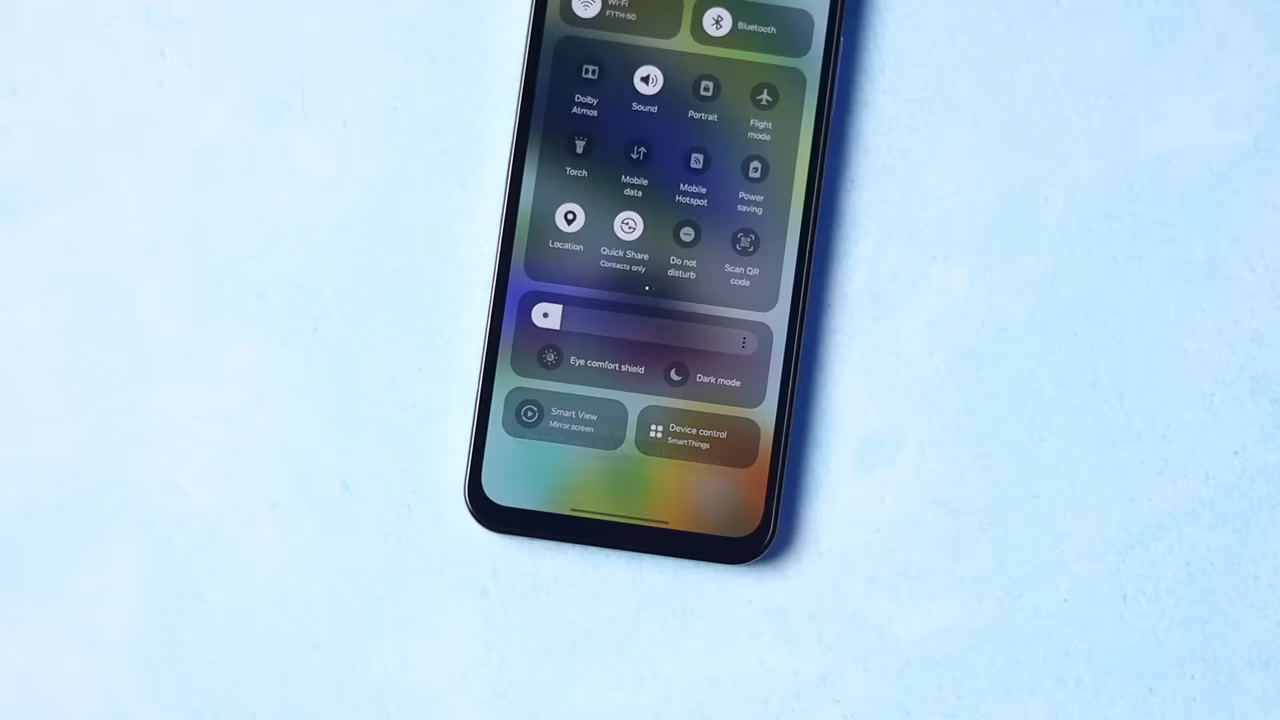 Wi-Fi
FTTH-5G
Bluetooth
Dolby
Atmos
Sound
Portrait
Flight
mode
Torch
Mobile
data
Mobile
Hotspot
Power
saving
Location
Quick Share
Contacts only
Do not
disturb
Scan QR
code
Eye comfort shield
Dark mode
Smart View
Mirror screen
Device control
SmartThings